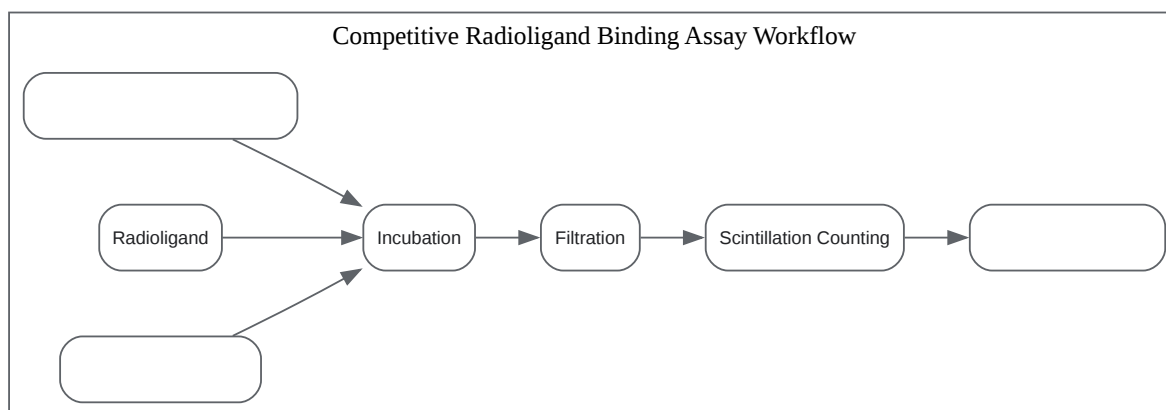 Competitive Radioligand Binding Assay Workflow
Radioligand
Incubation
Filtration
Scintillation Counting